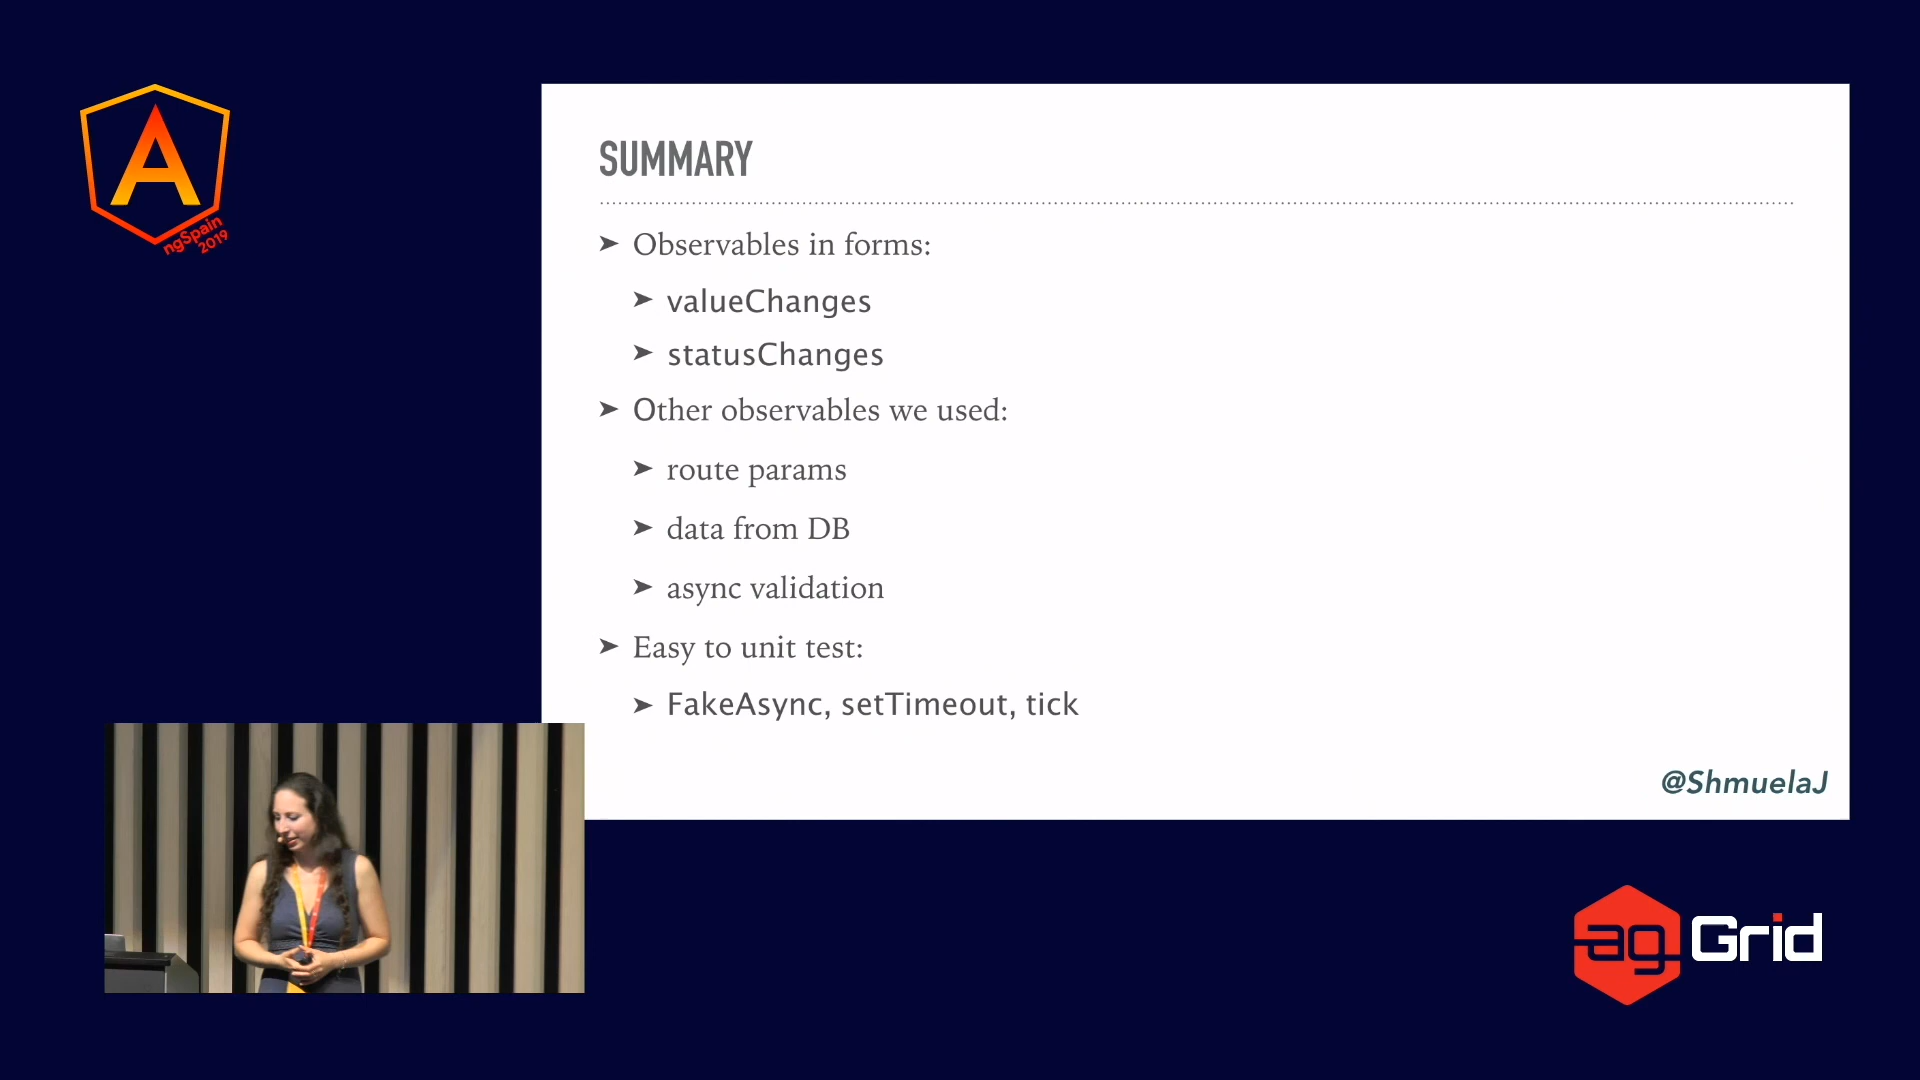 A
ngSpain
2019
SUMMARY
➤ Observables in forms:
➤ valueChanges
➤ statusChanges
➤ Other observables we used:
➤ route params
➤ data from DB
➤ async validation
➤ Easy to unit test:
➤ FakeAsync, setTimeout, tick
@ShmuelaJ
ag Grid